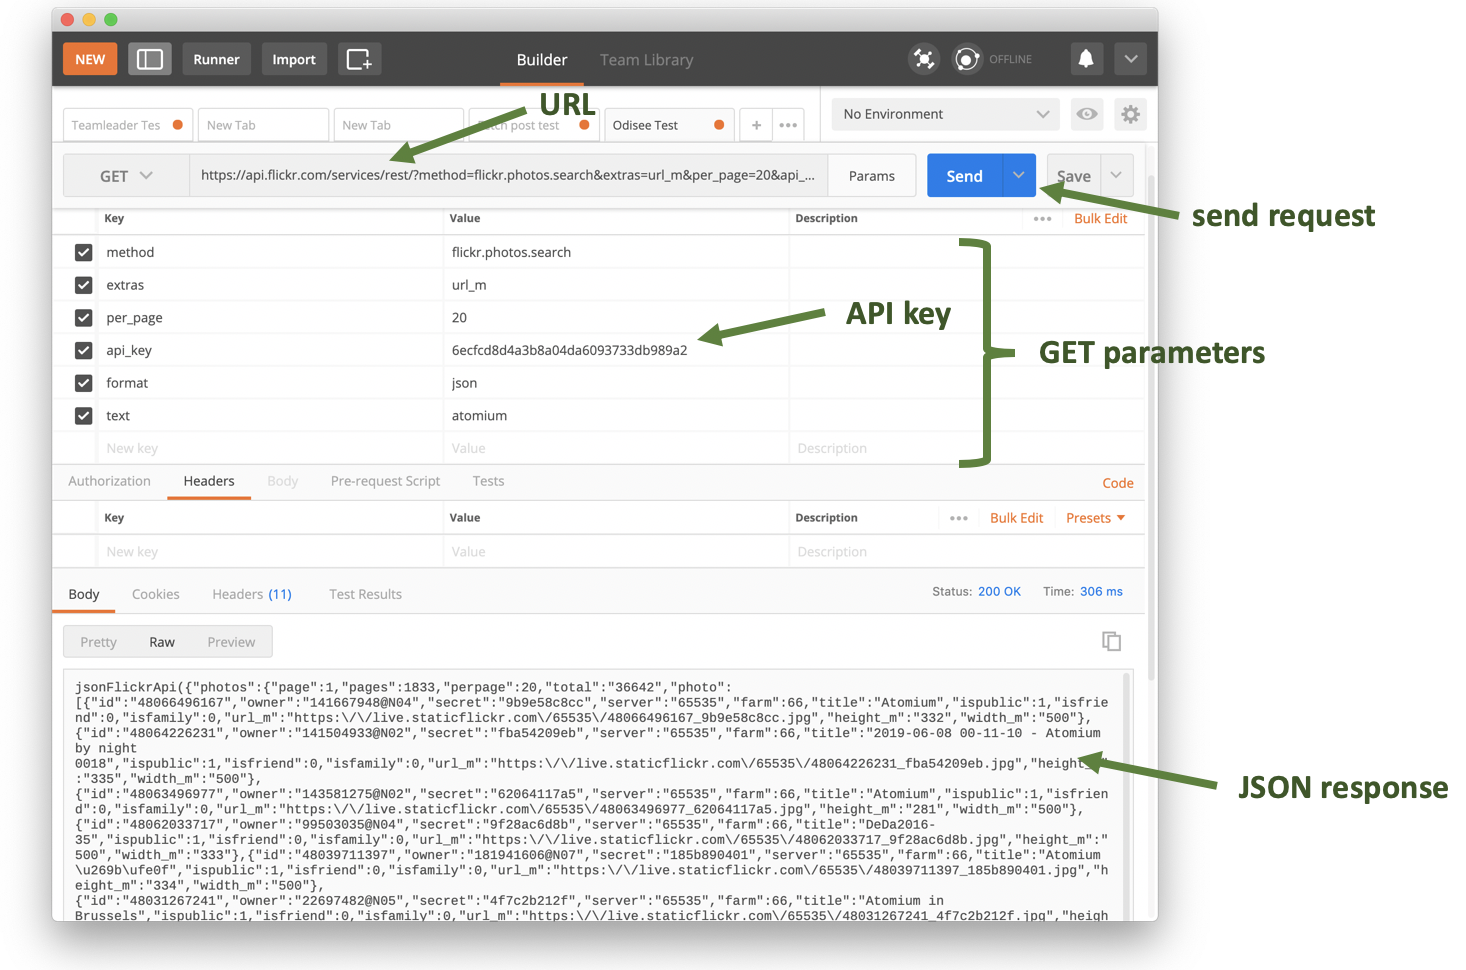 NEW Runner Import Builder Team Library OFFLINE
URL
Teamleader Tes New Tab New Tab post test Odisee Test + ••• No Environment
GET https://api.flickr.com/services/rest/?method=flickr.photos.search&extras=url_m&per_page=20&api_... Params Send Save
send request
Key Value Description ••• Bulk Edit
method flickr.photos.search
extras url_m
per_page 20
API key
api_key 6ecfcd8d4a3b8a04da6093733db989a2
GET parameters
format json
text atomium
New key Value Description
Authorization Headers Body Pre-request Script Tests Code
Key Value Description ••• Bulk Edit Presets
New key Value Description
Body Cookies Headers (11) Test Results Status: 200 OK Time: 306 ms
Pretty Raw Preview
jsonFlickrApi({"photos":{"page":1,"pages":1833,"perpage":20,"total":"36642","photo":
[{"id":"48066496167","owner":"141667948@N04","secret":"9b9e58c8cc","server":"65535","farm":66,"title":"Atomium","ispublic":1,"isfrie
nd":0,"isfamily":0,"url_m":"https:\/\/live.staticflickr.com\/65535\/48066496167_9b9e58c8cc.jpg","height_m":"332","width_m":"500"},
{"id":"48064226231","owner":"141504933@N02","secret":"fba54209eb","server":"65535","farm":66,"title":"2019-06-08 00-11-10 - Atomium
by night
0018","ispublic":1,"isfriend":0,"isfamily":0,"url_m":"https:\/\/live.staticflickr.com\/65535\/48064226231_fba54209eb.jpg","height_
:"335","width_m":"500"},
JSON response
{"id":"48063496977","owner":"143581275@N02","secret":"62064117a5","server":"65535","farm":66,"title":"Atomium","ispublic":1,"isfrien
d":0,"isfamily":0,"url_m":"https:\/\/live.staticflickr.com\/65535\/48063496977_62064117a5.jpg","height_m":"281","width_m":"500"},
{"id":"48062033717","owner":"99503035@N04","secret":"9f28ac6d8b","server":"65535","farm":66,"title":"DeDa2016-
35","ispublic":1,"isfriend":0,"isfamily":0,"url_m":"https:\/\/live.staticflickr.com\/65535\/48062033717_9f28ac6d8b.jpg","height_m":"
500","width_m":"333"},{"id":"48039711397","owner":"181941606@N07","secret":"185b890401","server":"65535","farm":66,"title":"Atomium
\u269b\ufe0f","ispublic":1,"isfriend":0,"isfamily":0,"url_m":"https:\/\/live.staticflickr.com\/65535\/48039711397_185b890401.jpg","h
eight_m":"334","width_m":"500"},
{"id":"48031267241","owner":"22697482@N05","secret":"4f7c2b212f","server":"65535","farm":66,"title":"Atomium in
Brussels","ispublic":1,"isfriend":0,"isfamily":0,"url_m":"https:\/\/live.staticflickr.com\/65535\/48031267241_4f7c2b212f.jpg","heigh